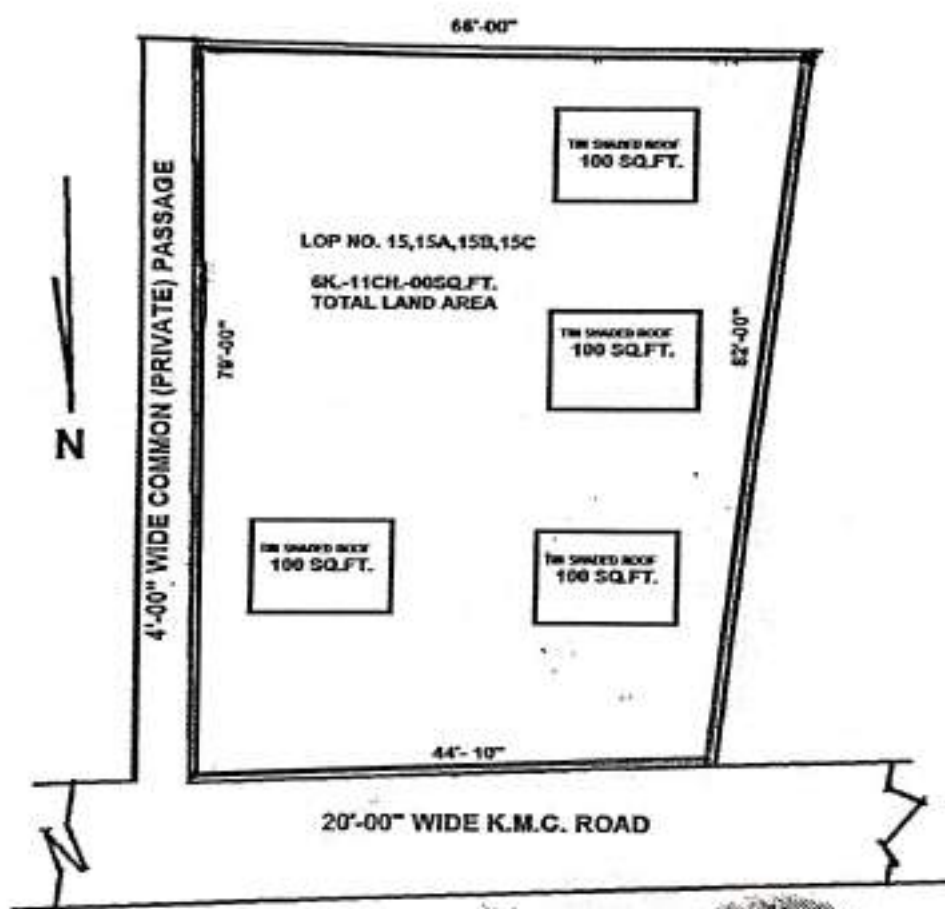 66'-00"
TIN SHADED ROOF
100 SQ.FT.
LOP NO. 15,15A,15B,15C
6K.-11CH.-00SQ.FT.
TOTAL LAND AREA
4'-00" WIDE COMMON (PRIVATE) PASSAGE
79'-00"
TIN SHADED ROOF
100 SQ.FT.
82'-00"
N
TIN SHADED ROOF
100 SQ.FT.
TIN SHADED ROOF
100 SQ.FT.
44'- 10"
20'-00" WIDE K.M.C. ROAD